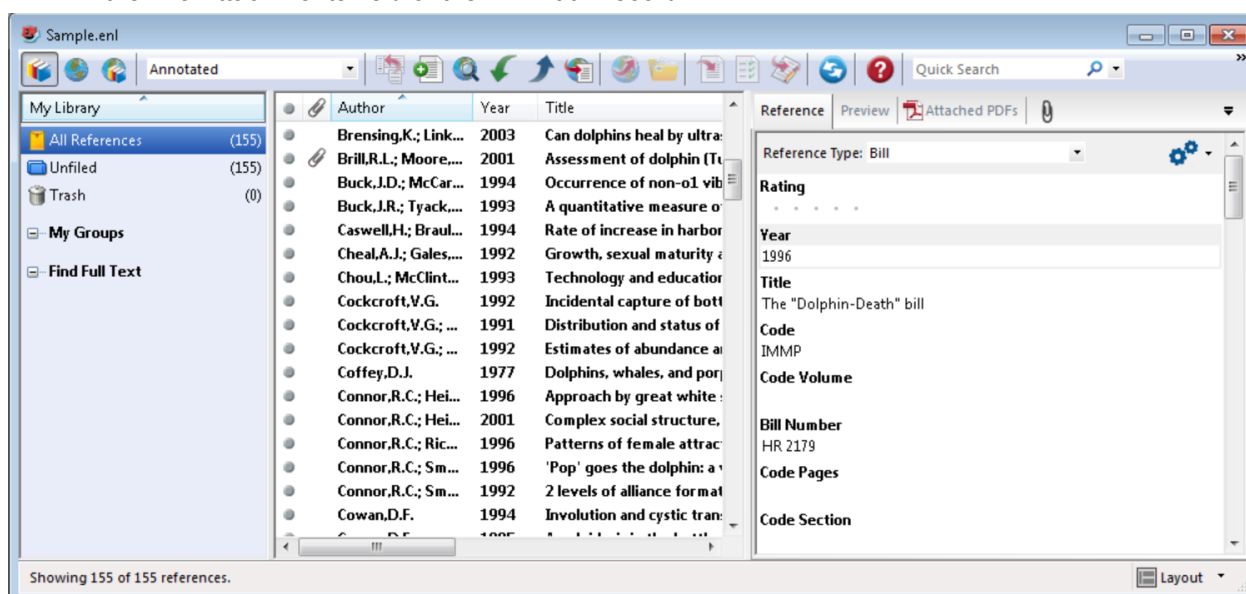 Sample.enl
Annotated
Quick Search
My Library
All References (155)
Unfiled (155)
Trash (0)
My Groups
Find Full Text
Author Year Title
Brensing,K.; Link... 2003 Can dolphins heal by ultra
Brill,R.L.; Moore,... 2001 Assessment of dolphin (Tu
Buck,J.D.; McCar... 1994 Occurrence of non-o1 vib
Buck,J.R.; Tyack,... 1993 A quantitative measure o
Caswell,H.; Braul... 1994 Rate of increase in harbor
Cheal,A.J.; Gales,... 1992 Growth, sexual maturity a
Chou,L.; McClint... 1993 Technology and education
Cockcroft,V.G. 1992 Incidental capture of bott
Cockcroft,V.G.; ... 1991 Distribution and status of
Cockcroft,V.G.; ... 1992 Estimates of abundance a
Coffey,D.J. 1977 Dolphins, whales, and porp
Connor,R.C.; Hei... 1996 Approach by great white
Connor,R.C.; Hei... 2001 Complex social structure,
Connor,R.C.; Ric... 1996 Patterns of female attrac
Connor,R.C.; Sm... 1996 'Pop' goes the dolphin: a
Connor,R.C.; Sm... 1992 2 levels of alliance format
Cowan,D.F. 1994 Involution and cystic tran
Reference Preview Attached PDFs
Reference Type: Bill
Rating
Year
1996
Title
The "Dolphin-Death" bill
Code
IMMP
Code Volume
Bill Number
HR 2179
Code Pages
Code Section
Showing 155 of 155 references.
Layout